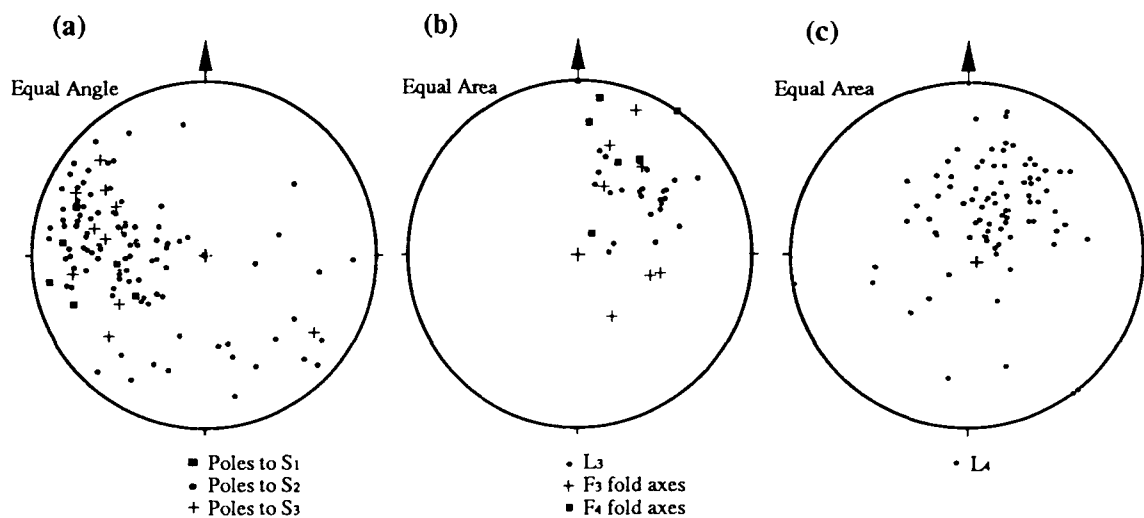 (a)
Equal Angle
■ Poles to S1
• Poles to S2
+ Poles to S3
(b)
Equal Area
• L3
+ F3 fold axes
■ F4 fold axes
(c)
Equal Area
• L4